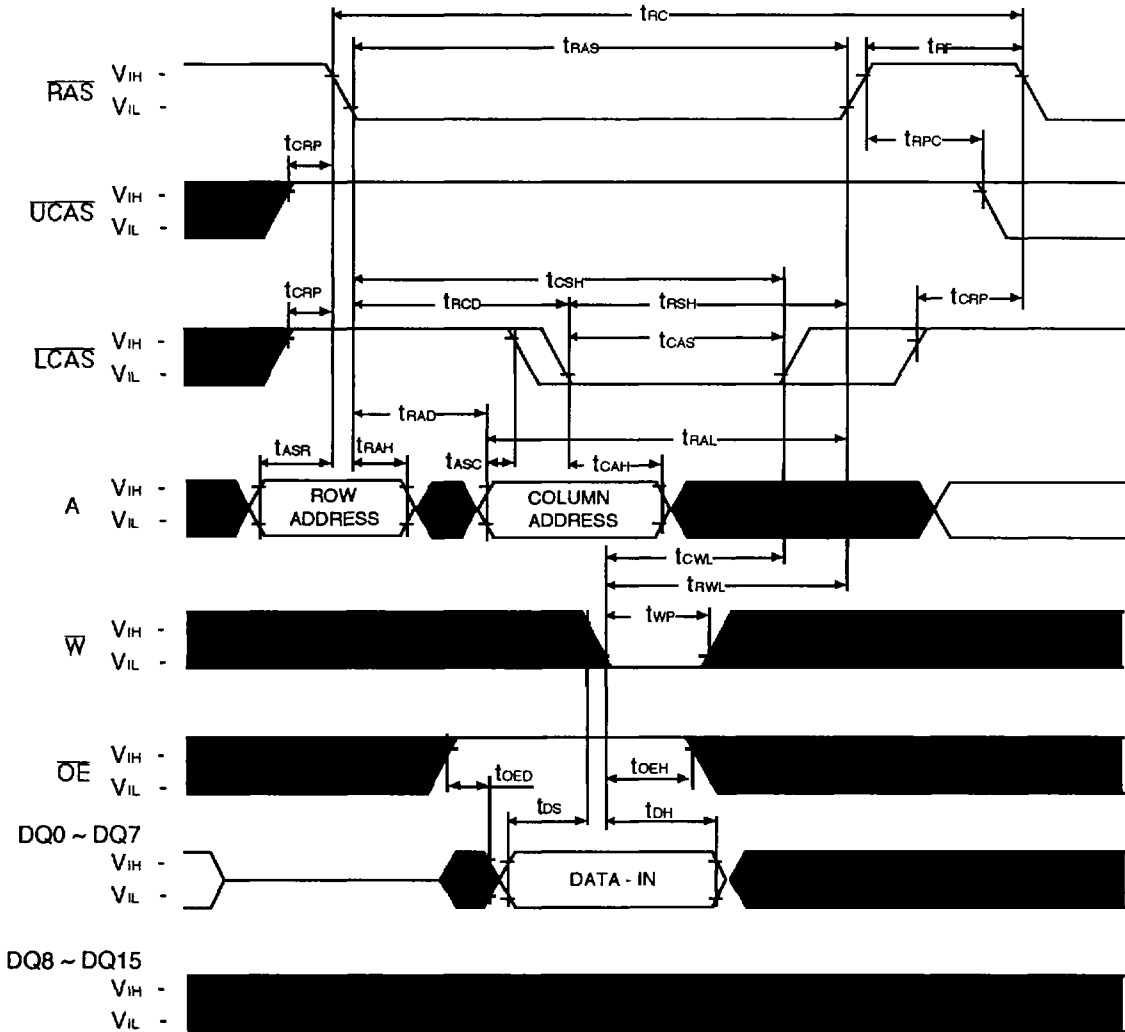 tRC
tRAS
tRF
RAS
VIH -
VIL -
tCRP
tRPC
UCAS
VIH -
VIL -
tCSH
tCRP
tRCD
tRSH
tCRP
LCAS
VIH -
VIL -
tCAS
tRAD
tRAL
tASR
tRAH
tASC
tCAH
A
VIH -
VIL -
ROW
ADDRESS
COLUMN
ADDRESS
tCWL
tRWL
W
VIH -
VIL -
tWP
OE
VIH -
VIL -
tOED
tOEH
tDS
tDH
DQ0 ~ DQ7
VIH -
VIL -
DATA - IN
DQ8 ~ DQ15
VIH -
VIL -